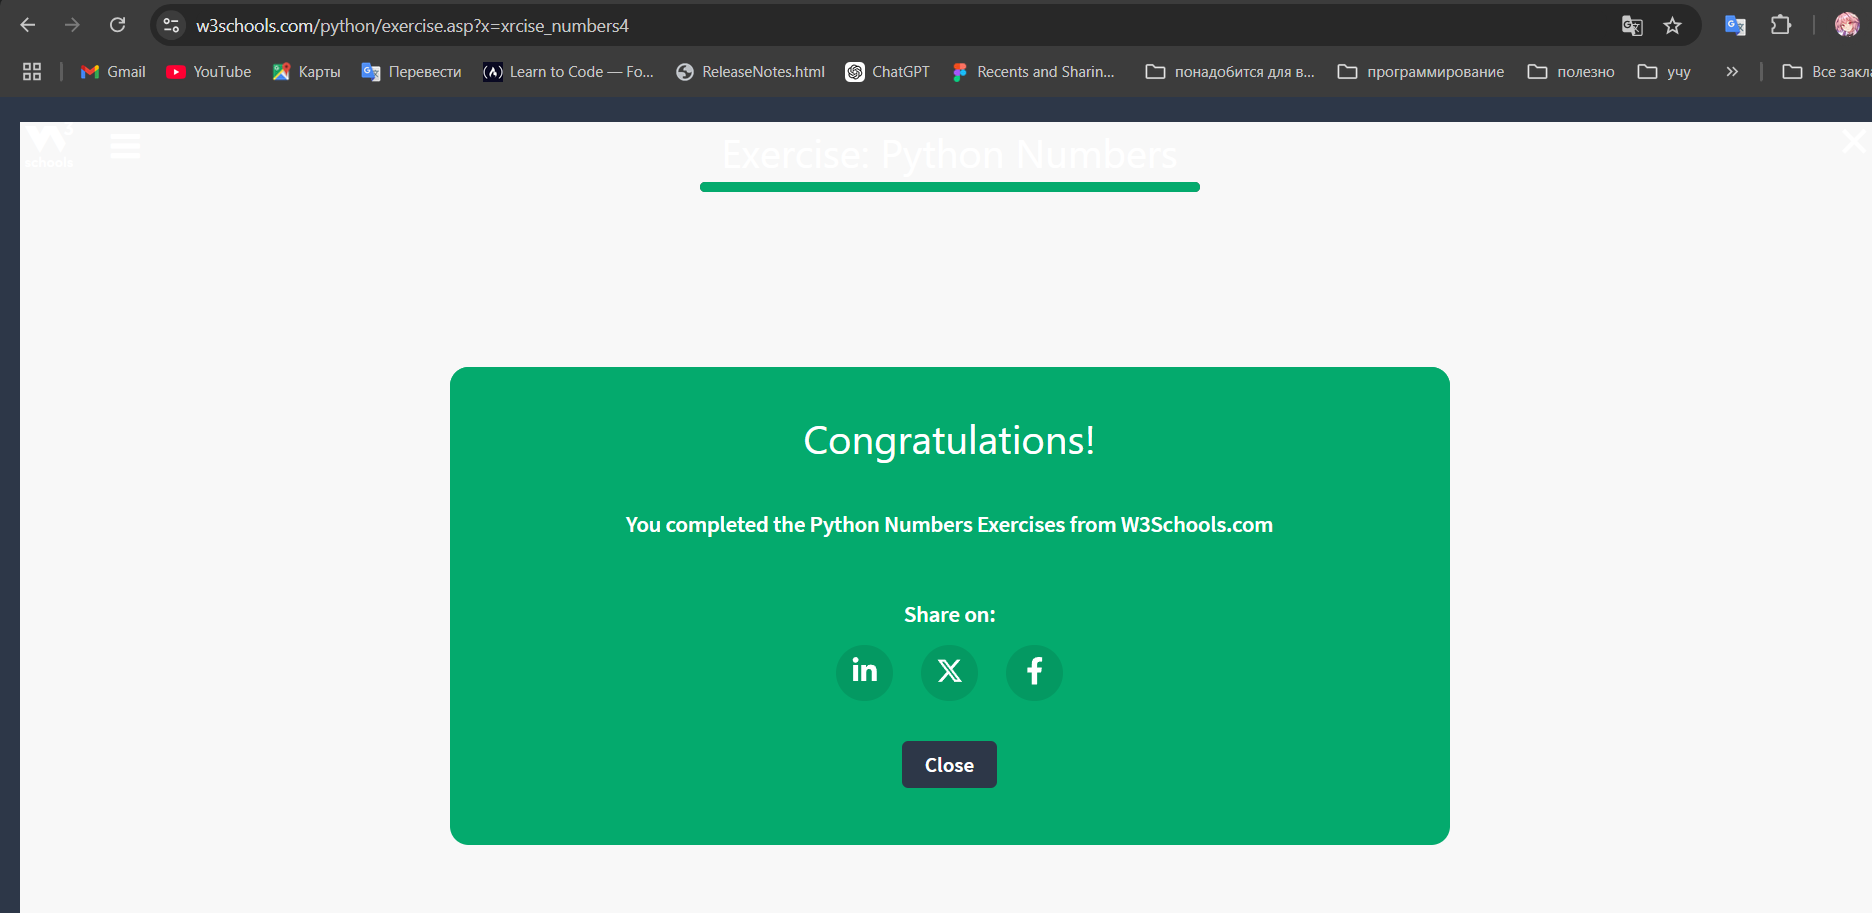 w3schools.com/python/exercise.asp?x=xrcise_numbers4
Gmail YouTube Карты Перевести Learn to Code — Fo... ReleaseNotes.html ChatGPT Recents and Sharin... понадобится для в... программирование полезно учу » Все закла
W3 schools
Exercise: Python Numbers
Congratulations!
You completed the Python Numbers Exercises from W3Schools.com
Share on:
Close